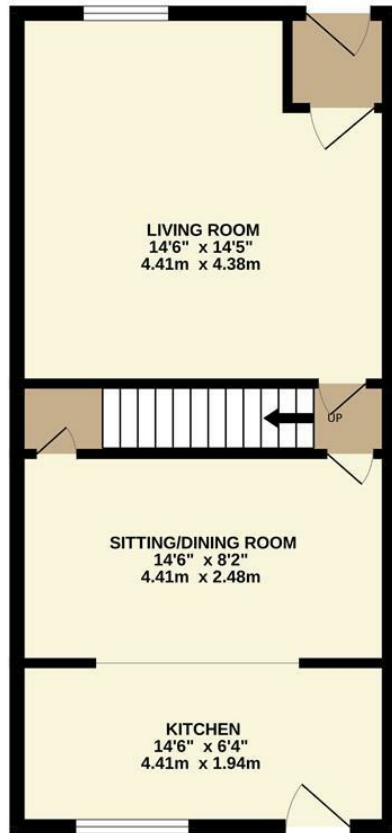 LIVING ROOM
14'6" x 14'5"
4.41m x 4.38m
UP
SITTING/DINING ROOM
14'6" x 8'2"
4.41m x 2.48m
KITCHEN
14'6" x 6'4"
4.41m x 1.94m